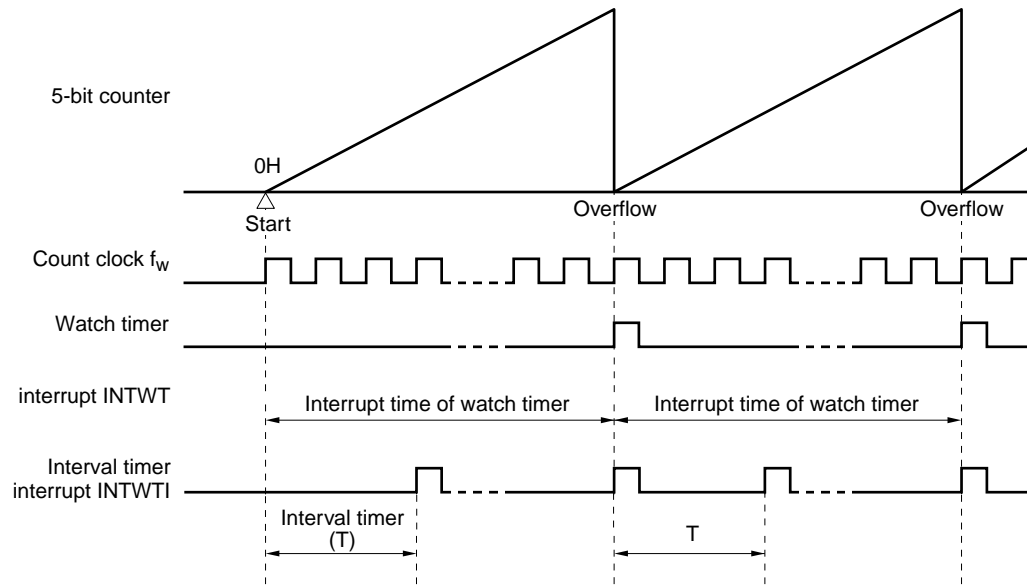 5-bit counter
0H
Start
Overflow
Overflow
Count clock fw
Watch timer
interrupt INTWT
Interrupt time of watch timer
Interrupt time of watch timer
Interval timer
interrupt INTWTI
Interval timer
(T)
T